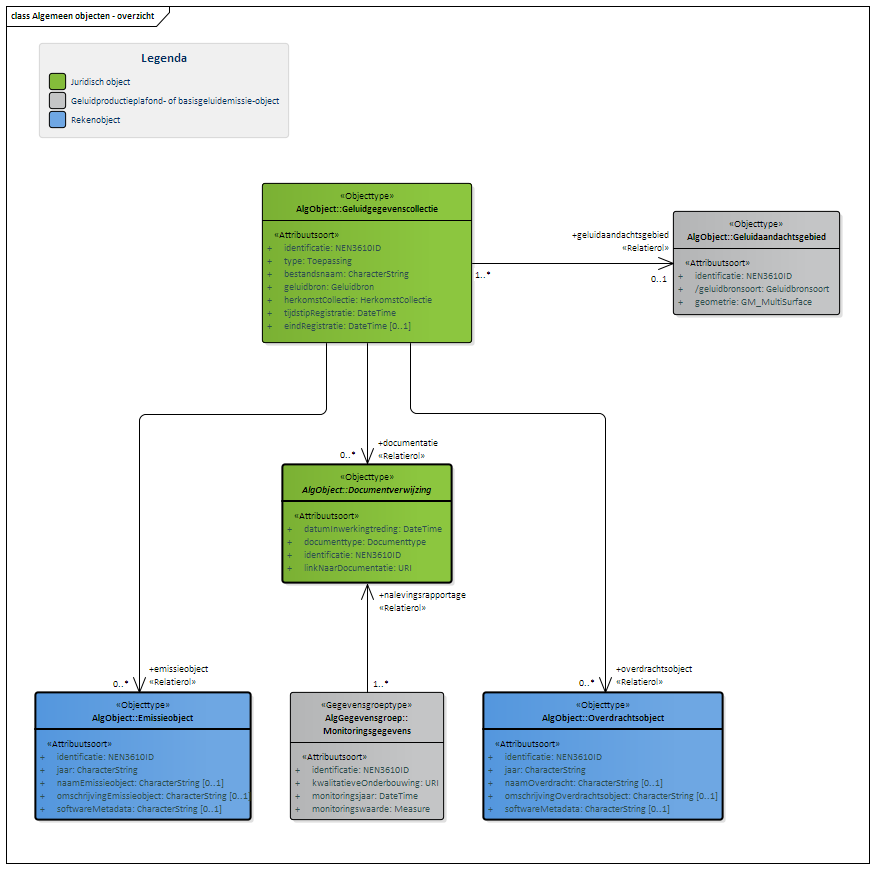 class Algemeen objecten - overzicht
Legenda
Juridisch object
Geluidproductieplafond- of basisgeluidemissie-object
Rekenobject
«Objecttype»
AlgObject::Geluidgegevenscollectie
«Attribuutsoort»
+ identificatie: NEN3610ID
+ type: Toepassing
+ bestandsnaam: CharacterString
+ geluidbron: Geluidbron
+ herkomstCollectie: HerkomstCollectie
+ tijdstipRegistratie: DateTime
+ eindRegistratie: DateTime [0..1]
+geluidaandachtsgebied
«Relatierol»
1..*
0..1
«Objecttype»
AlgObject::Geluidaandachtsgebied
«Attribuutsoort»
+ identificatie: NEN3610ID
+ /geluidbronsoort: Geluidbronsoort
+ geometrie: GM_MultiSurface
+documentatie
0..*
«Relatierol»
«Objecttype»
AlgObject::Documentverwijzing
«Attribuutsoort»
+ datumInwerkingtreding: DateTime
+ documenttype: Documenttype
+ identificatie: NEN3610ID
+ linkNaarDocumentatie: URI
+nalevingsrapportage
«Relatierol»
1..*
+emissieobject
0..*
«Relatierol»
«Objecttype»
AlgObject::Emissieobject
«Attribuutsoort»
+ identificatie: NEN3610ID
+ jaar: CharacterString
+ naamEmissieobject: CharacterString [0..1]
+ omschrijvingEmissieobject: CharacterString [0..1
+ softwareMetadata: CharacterString [0..1]
«Gegevensgroeptype»
AlgGegevensgroep::
Monitoringsgegevens
«Attribuutsoort»
+ identificatie: NEN3610ID
+ kwalitatieveOnderbouwing: URI
+ monitoringsjaar: DateTime
+ monitoringswaarde: Measure
+overdrachtsobject
0..*
«Relatierol»
«Objecttype»
AlgObject::Overdrachtsobject
«Attribuutsoort»
+ identificatie: NEN3610ID
+ jaar: CharacterString
+ naamOverdracht: CharacterString [0..1]
+ omschrijvingOverdrachtsobject: CharacterString [0..1]
+ softwareMetadata: CharacterString [0..1]